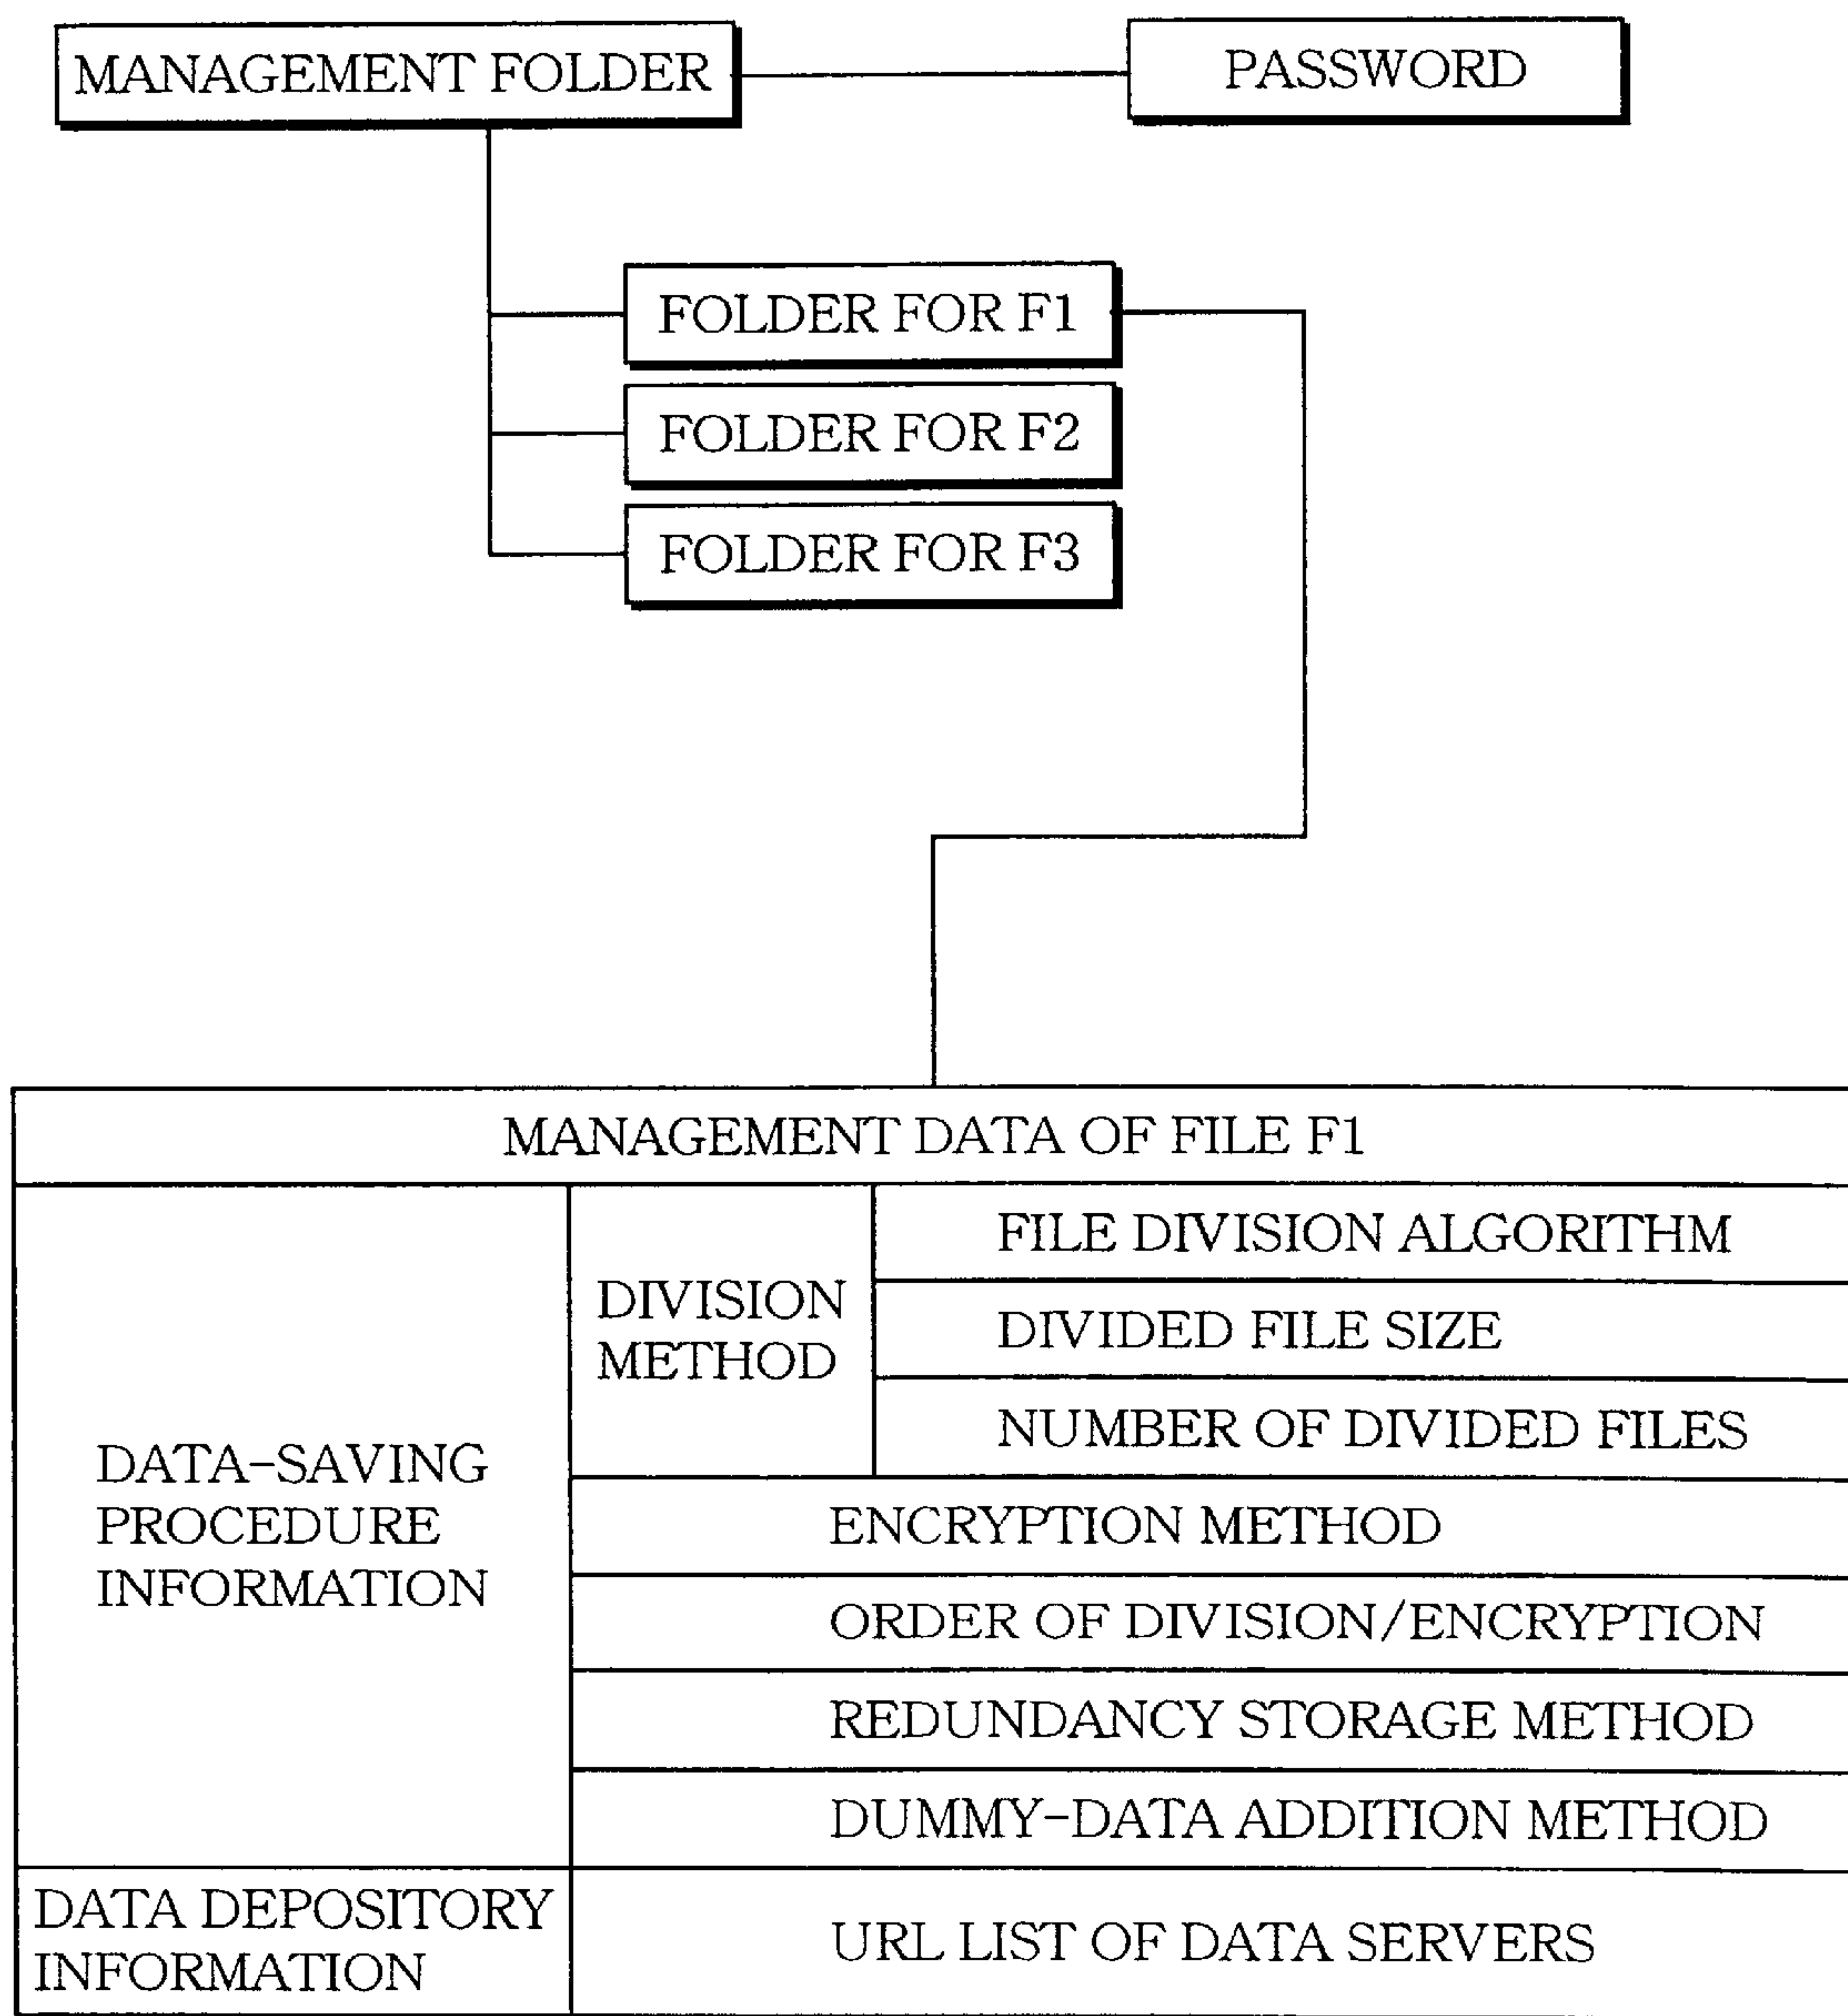 MANAGEMENT FOLDER
PASSWORD
FOLDER FOR F1
FOLDER FOR F2
FOLDER FOR F3
MANAGEMENT DATA OF FILE F1
DATA-SAVING
PROCEDURE
INFORMATION
DIVISION
METHOD
FILE DIVISION ALGORITHM
DIVIDED FILE SIZE
NUMBER OF DIVIDED FILES
ENCRYPTION METHOD
ORDER OF DIVISION/ENCRYPTION
REDUNDANCY STORAGE METHOD
DUMMY-DATA ADDITION METHOD
DATA DEPOSITORY
INFORMATION
URL LIST OF DATA SERVERS